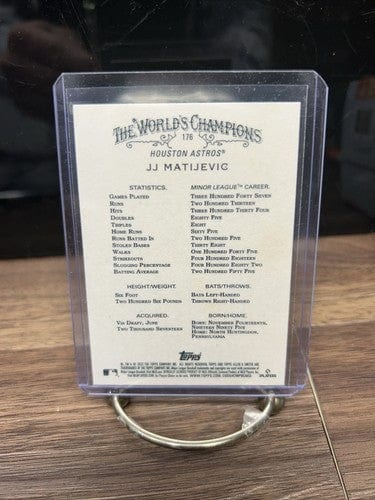 THE WORLD'S CHAMPIONS
176
HOUSTON ASTROS®
JJ MATIJEVIC
STATISTICS. MINOR LEAGUE™ CAREER.
GAMES PLAYED THREE HUNDRED FORTY SEVEN
RUNS TWO HUNDRED THIRTEEN
HITS THREE HUNDRED THIRTY FOUR
DOUBLES EIGHTY FIVE
TRIPLES EIGHT
HOME RUNS SIXTY FIVE
RUNS BATTED IN TWO HUNDRED FIVE
STOLEN BASES THIRTY EIGHT
WALKS ONE HUNDRED FORTY FIVE
STRIKEOUTS FOUR HUNDRED EIGHTEEN
SLUGGING PERCENTAGE FOUR HUNDRED EIGHTY TWO
BATTING AVERAGE TWO HUNDRED FIFTY FIVE
HEIGHT/WEIGHT. BATS/THROWS.
SIX FOOT BATS LEFT-HANDED
TWO HUNDRED SIX POUNDS THROWS RIGHT-HANDED
ACQUIRED. BORN/HOME.
VIA DRAFT, JUNE BORN: NOVEMBER FOURTEENTH,
TWO THOUSAND SEVENTEEN NINETEEN NINETY FIVE
HOME: NORTH HUNTINGDON,
PENNSYLVANIA
Topps